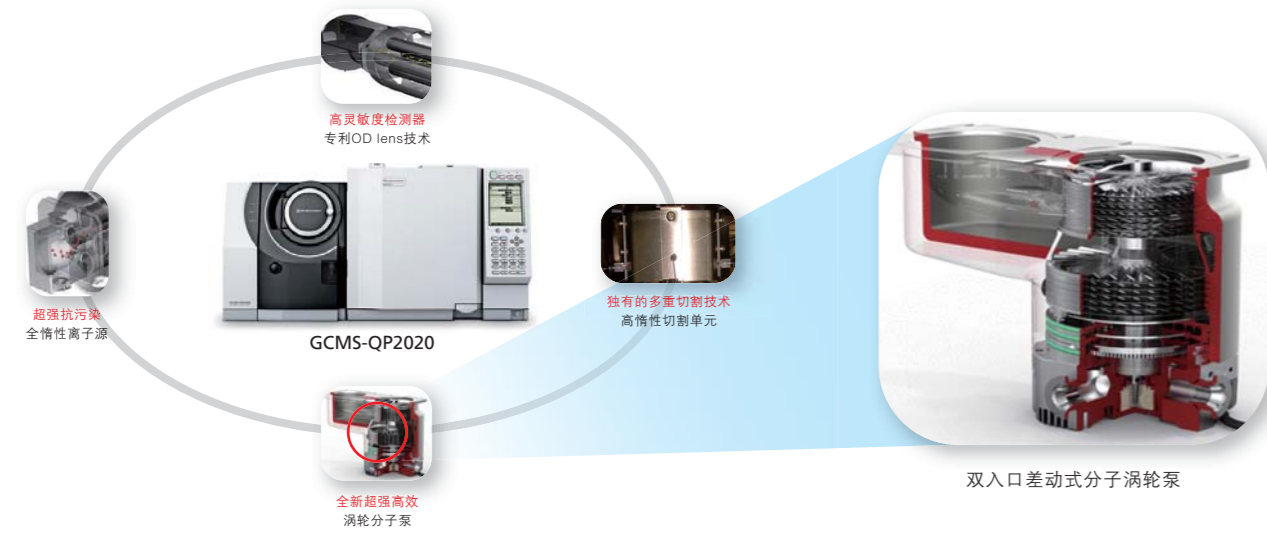 高灵敏度检测器
专利OD lens技术
超强抗污染
全惰性离子源
GCMS-QP2020
独有的多重切割技术
高惰性切割单元
全新超强高效
涡轮分子泵
双入口差动式分子涡轮泵